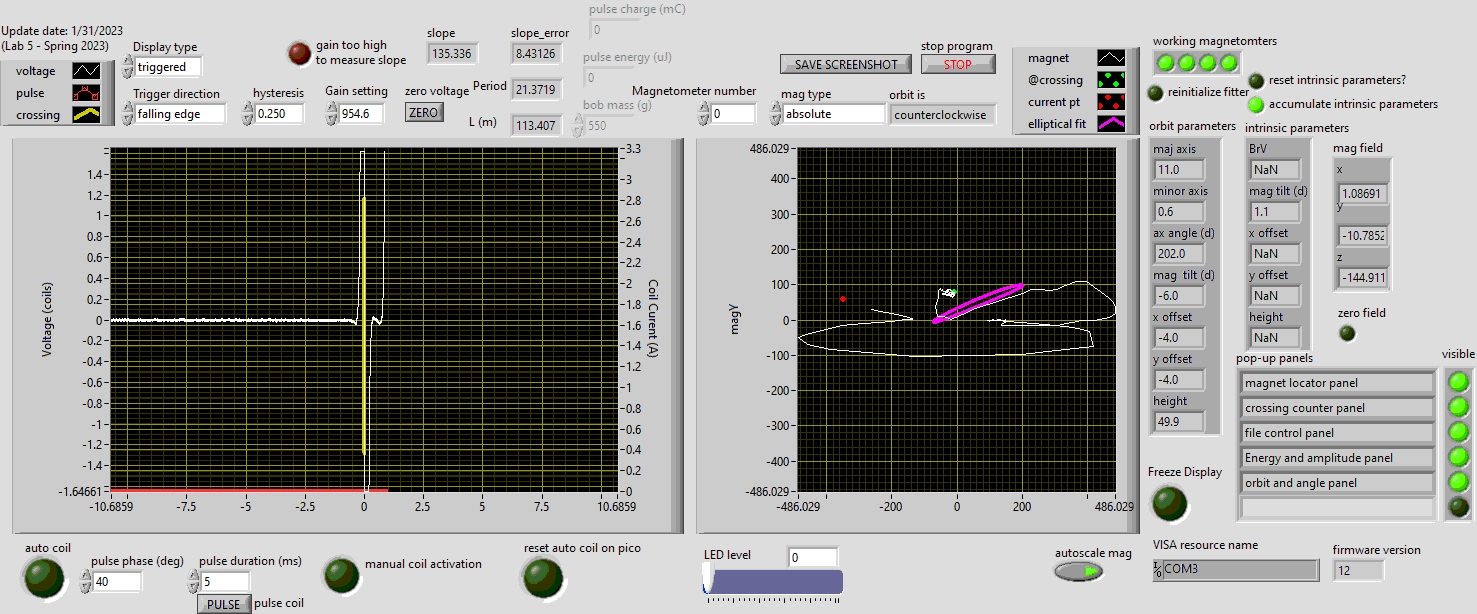 Update date: 1/31/2023
(Lab 5 - Spring 2023)
voltage
pulse
crossing
Display type
triggered
Trigger direction
falling edge
hysteresis
0.250
gain too high
to measure slope
Gain setting
954.6
slope
135.336
zero voltage
ZERO
Period
21.3719
L (m)
113.407
slope_error
8.43126
pulse charge (mC)
0
pulse energy (uJ)
0
bob mass (g)
550
Magnetometer number
0
SAVE SCREENSHOT
stop program
STOP
mag type
absolute
orbit is
counterclockwise
magnet
@crossing
current pt
elliptical fit
working magnetomters
reinitialize fitter
reset intrinsic parameters?
accumulate intrinsic parameters
Voltage (coils)
1.4
1.2
1
0.8
0.6
0.4
0.2
0
-0.2
-0.4
-0.6
-0.8
-1
-1.2
-1.4
-1.64661
-10.6859
-7.5
-5
-2.5
0
2.5
5
7.5
10.6859
3.3
3
2.8
2.6
2.4
2.2
2
1.8
1.6
1.4
1.2
1
0.8
0.6
0.4
0.2
0
Coil Curent (A)
magY
486.029
400
300
200
100
0
-100
-200
-300
-400
-486.029
-486.029
-200
0
200
486.029
orbit parameters
maj axis
11.0
minor axis
0.6
ax angle (d)
202.0
mag tilt (d)
-6.0
x offset
-4.0
y offset
-4.0
height
49.9
intrinsic parameters
BrV
NaN
mag tilt (d)
1.1
x offset
NaN
y offset
NaN
height
NaN
mag field
x
1.08691
y
-10.7852
z
-144.911
zero field
pop-up panels
visible
magnet locator panel
crossing counter panel
file control panel
Energy and amplitude panel
orbit and angle panel
Freeze Display
auto coil
pulse phase (deg)
40
pulse duration (ms)
5
PULSE
pulse coil
manual coil activation
reset auto coil on pico
LED level
0
autoscale mag
VISA resource name
COM3
firmware version
12